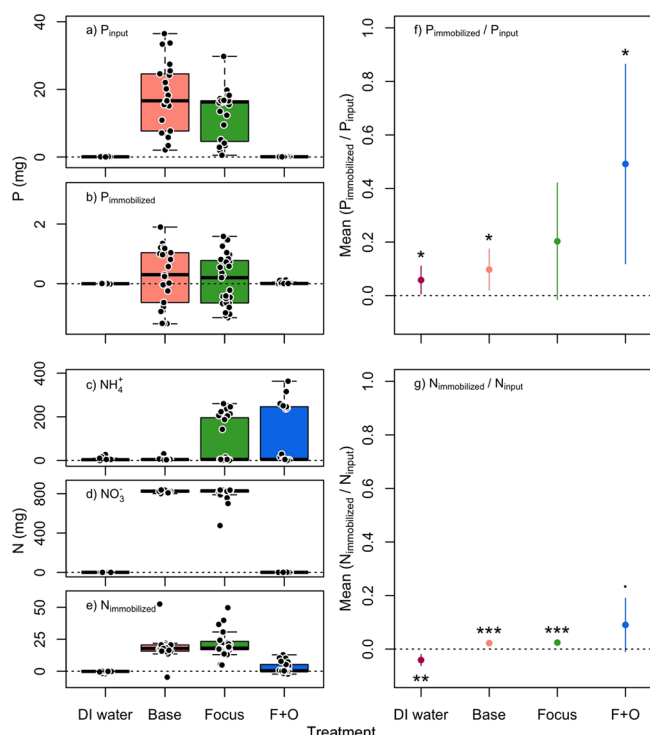 a) P_input
40
20
0
P (mg)
b) P_immobilized
2
0
c) NH₄⁺
400
200
0
d) NO₃⁻
800
400
0
N (mg)
e) N_immobilized
50
25
0
DI water Base Focus F+O
f) P_immobilized / P_input
1.0
0.8
0.6
0.4
0.2
0.0
Mean (P_immobilized / P_input)
* * *
g) N_immobilized / N_input
1.0
0.8
0.6
0.4
0.2
0.0
Mean (N_immobilized / N_input)
** *** *** .
DI water Base Focus F+O
Treatment